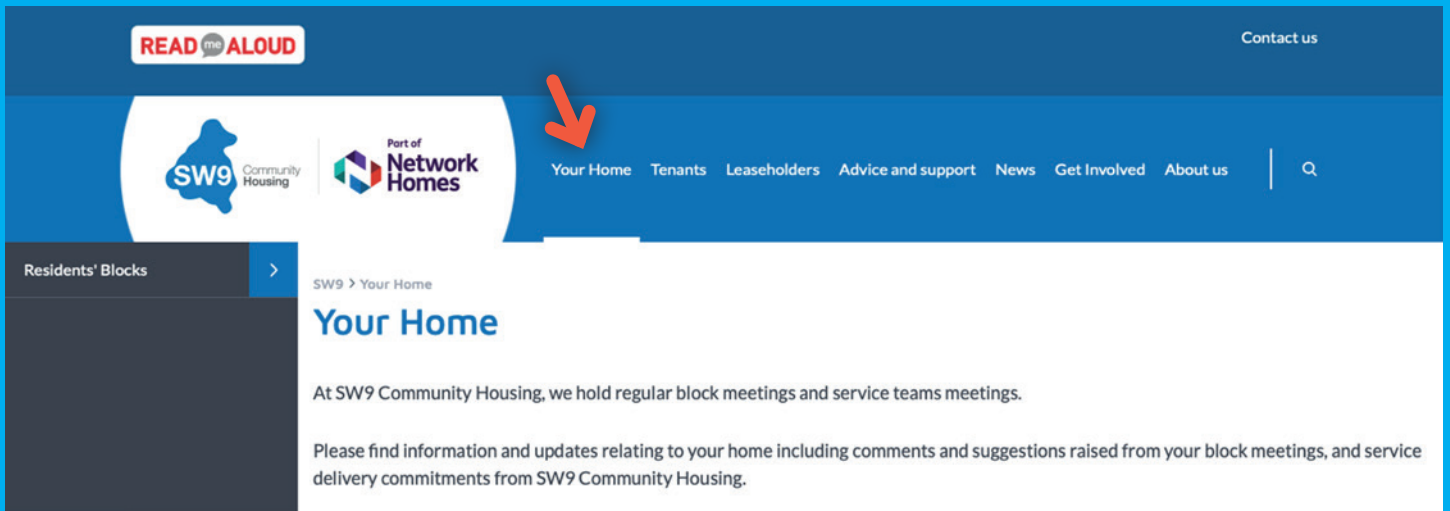 READ me ALOUD
Contact us
SW9 Community Housing
Part of
Network
Homes
Your Home Tenants Leaseholders Advice and support News Get Involved About us
Residents' Blocks
SW9 > Your Home
Your Home
At SW9 Community Housing, we hold regular block meetings and service teams meetings.
Please find information and updates relating to your home including comments and suggestions raised from your block meetings, and service
delivery commitments from SW9 Community Housing.